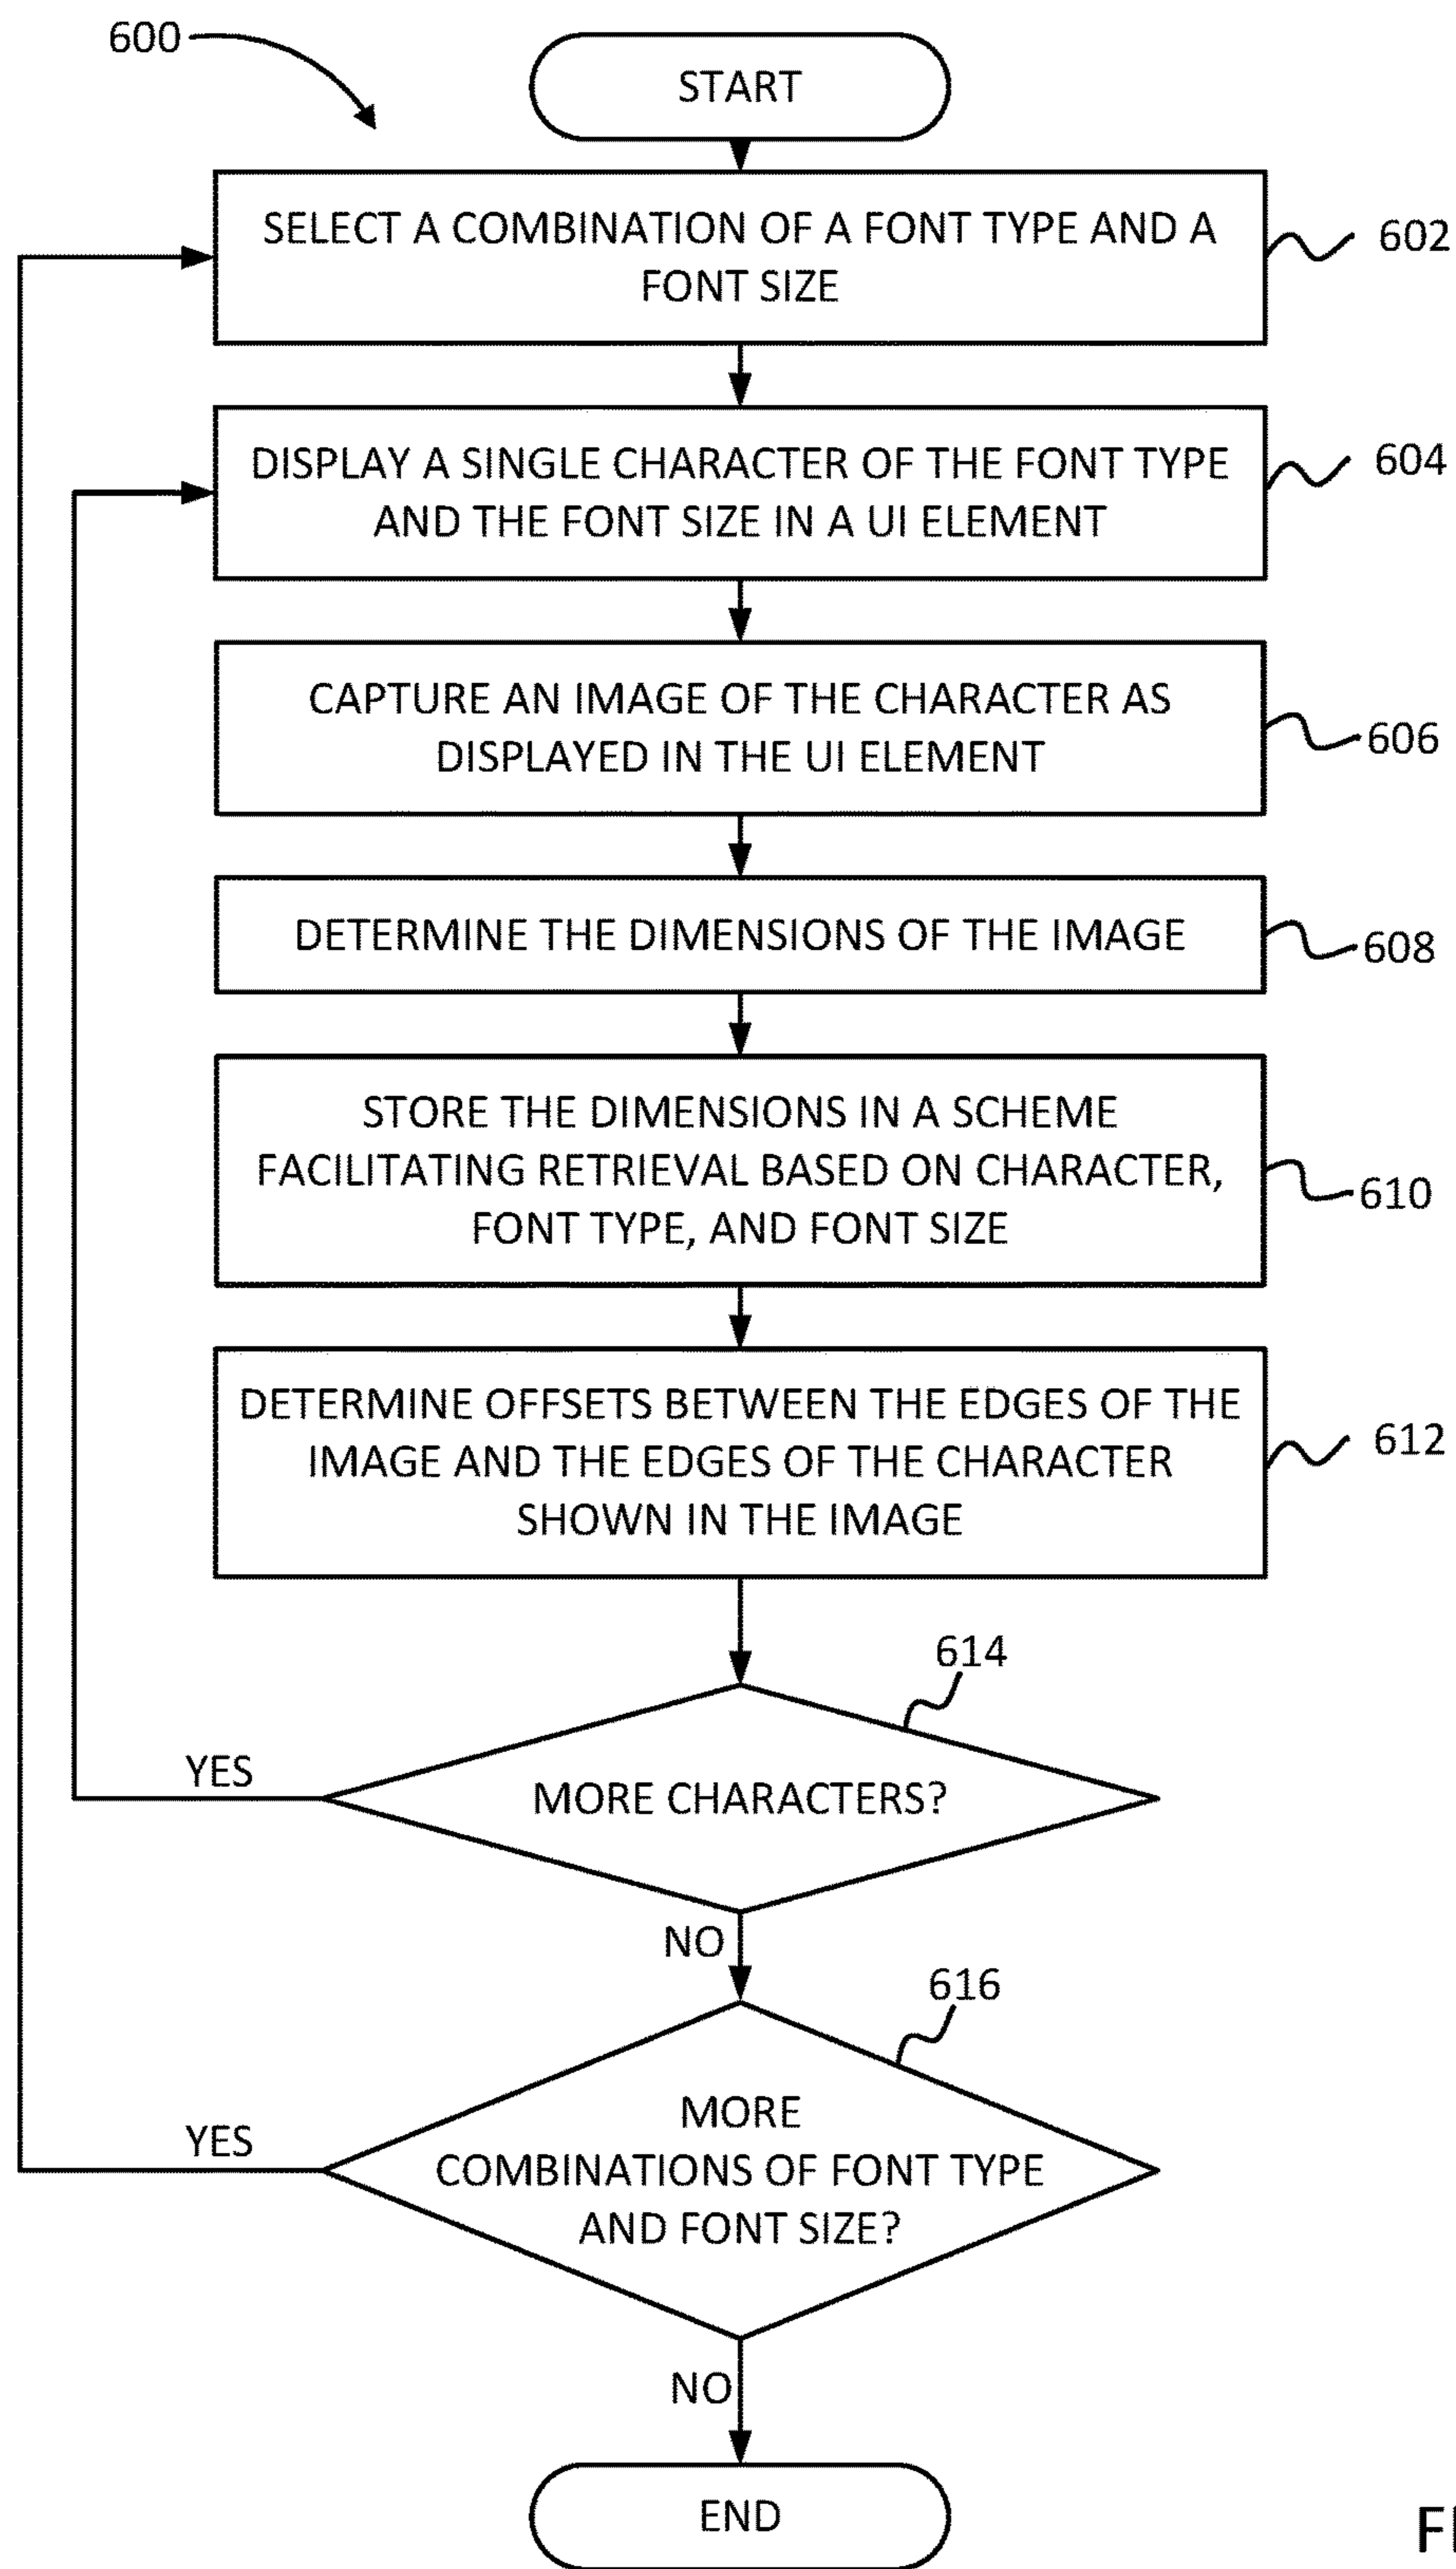 600
START
SELECT A COMBINATION OF A FONT TYPE AND A
FONT SIZE
602
DISPLAY A SINGLE CHARACTER OF THE FONT TYPE
AND THE FONT SIZE IN A UI ELEMENT
604
CAPTURE AN IMAGE OF THE CHARACTER AS
DISPLAYED IN THE UI ELEMENT
606
DETERMINE THE DIMENSIONS OF THE IMAGE
608
STORE THE DIMENSIONS IN A SCHEME
FACILITATING RETRIEVAL BASED ON CHARACTER,
FONT TYPE, AND FONT SIZE
610
DETERMINE OFFSETS BETWEEN THE EDGES OF THE
IMAGE AND THE EDGES OF THE CHARACTER
SHOWN IN THE IMAGE
612
614
YES
MORE CHARACTERS?
NO
616
YES
MORE
COMBINATIONS OF FONT TYPE
AND FONT SIZE?
NO
END